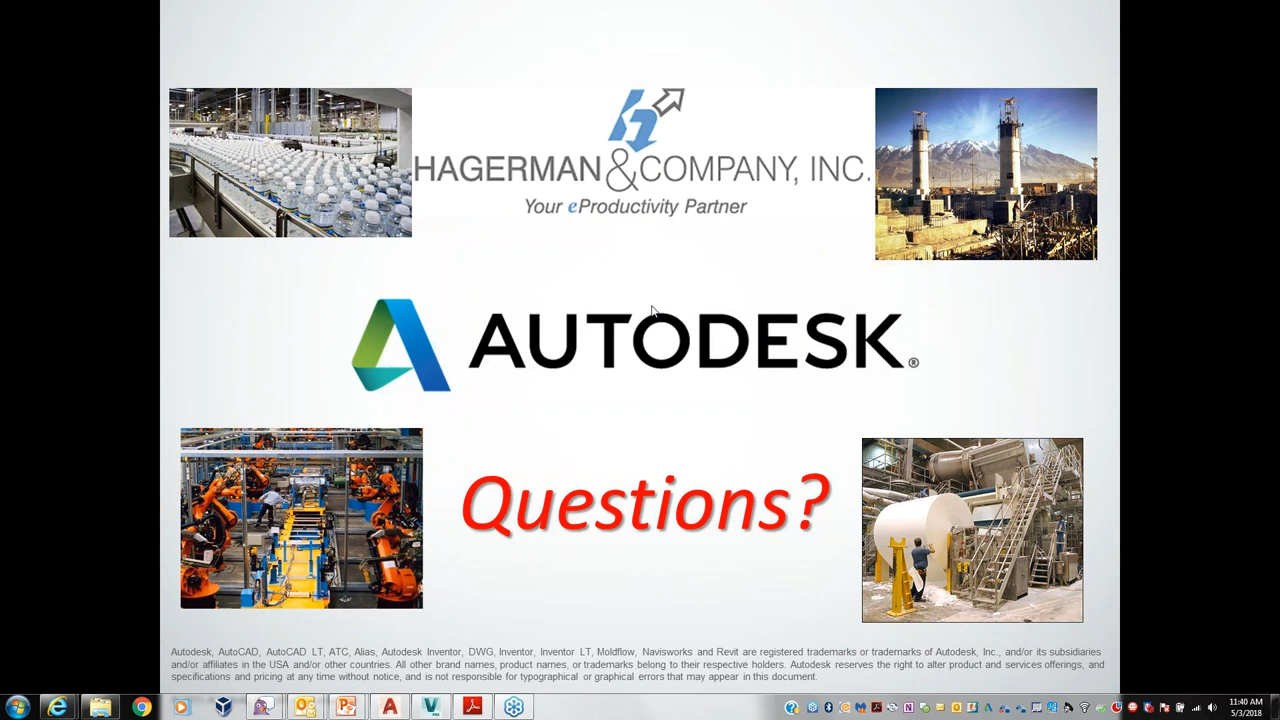 HAGERMAN & COMPANY, INC.
Your eProductivity Partner
AUTODESK®
Questions?
Autodesk, AutoCAD, AutoCAD LT, ATC, Alias, Autodesk Inventor, DWG, Inventor, Inventor LT, Moldflow, Navisworks and Revit are registered trademarks or trademarks of Autodesk, Inc., and/or its subsidiaries
and/or affiliates in the USA and/or other countries. All other brand names, product names, or trademarks belong to their respective holders. Autodesk reserves the right to alter product and services offerings, and
specifications and pricing at any time without notice, and is not responsible for typographical or graphical errors that may appear in this document.
11:40 AM
5/3/2018